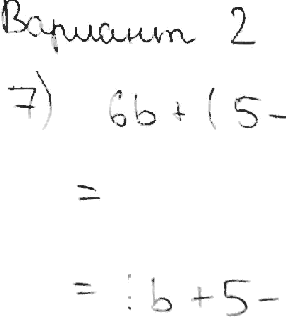 Вариант 2
7) 6b + ( 5 -
=
= b + 5 -